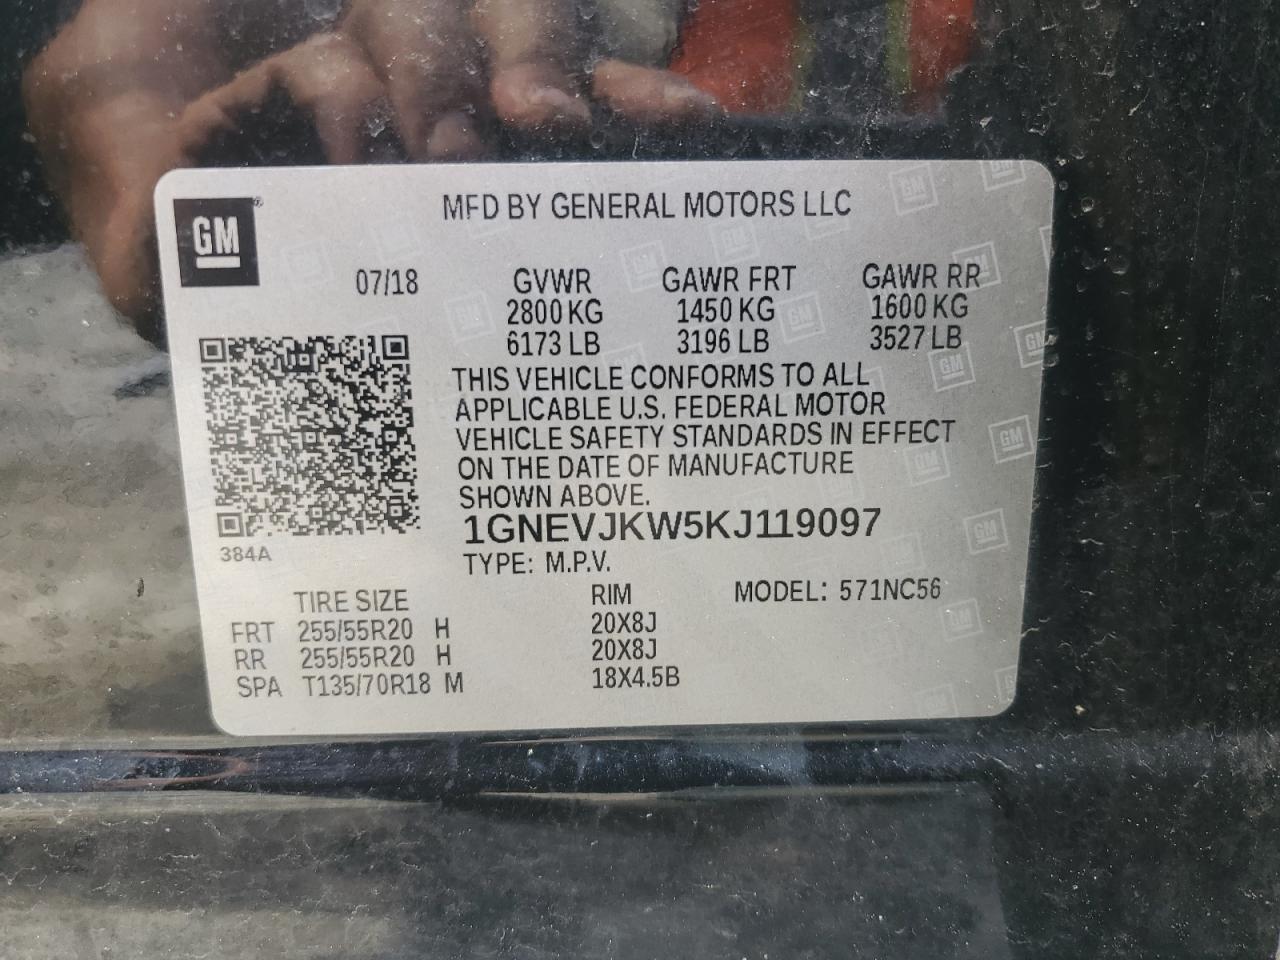 GM
MFD BY GENERAL MOTORS LLC
07/18 GVWR GAWR FRT GAWR RR
2800 KG 1450 KG 1600 KG
6173 LB 3196 LB 3527 LB
THIS VEHICLE CONFORMS TO ALL
APPLICABLE U.S. FEDERAL MOTOR
VEHICLE SAFETY STANDARDS IN EFFECT
ON THE DATE OF MANUFACTURE
SHOWN ABOVE.
1GNEVJKW5KJ119097
384A
TYPE: M.P.V.
TIRE SIZE RIM MODEL: 571NC56
FRT 255/55R20 H 20X8J
RR 255/55R20 H 20X8J
SPA T135/70R18 M 18X4.5B